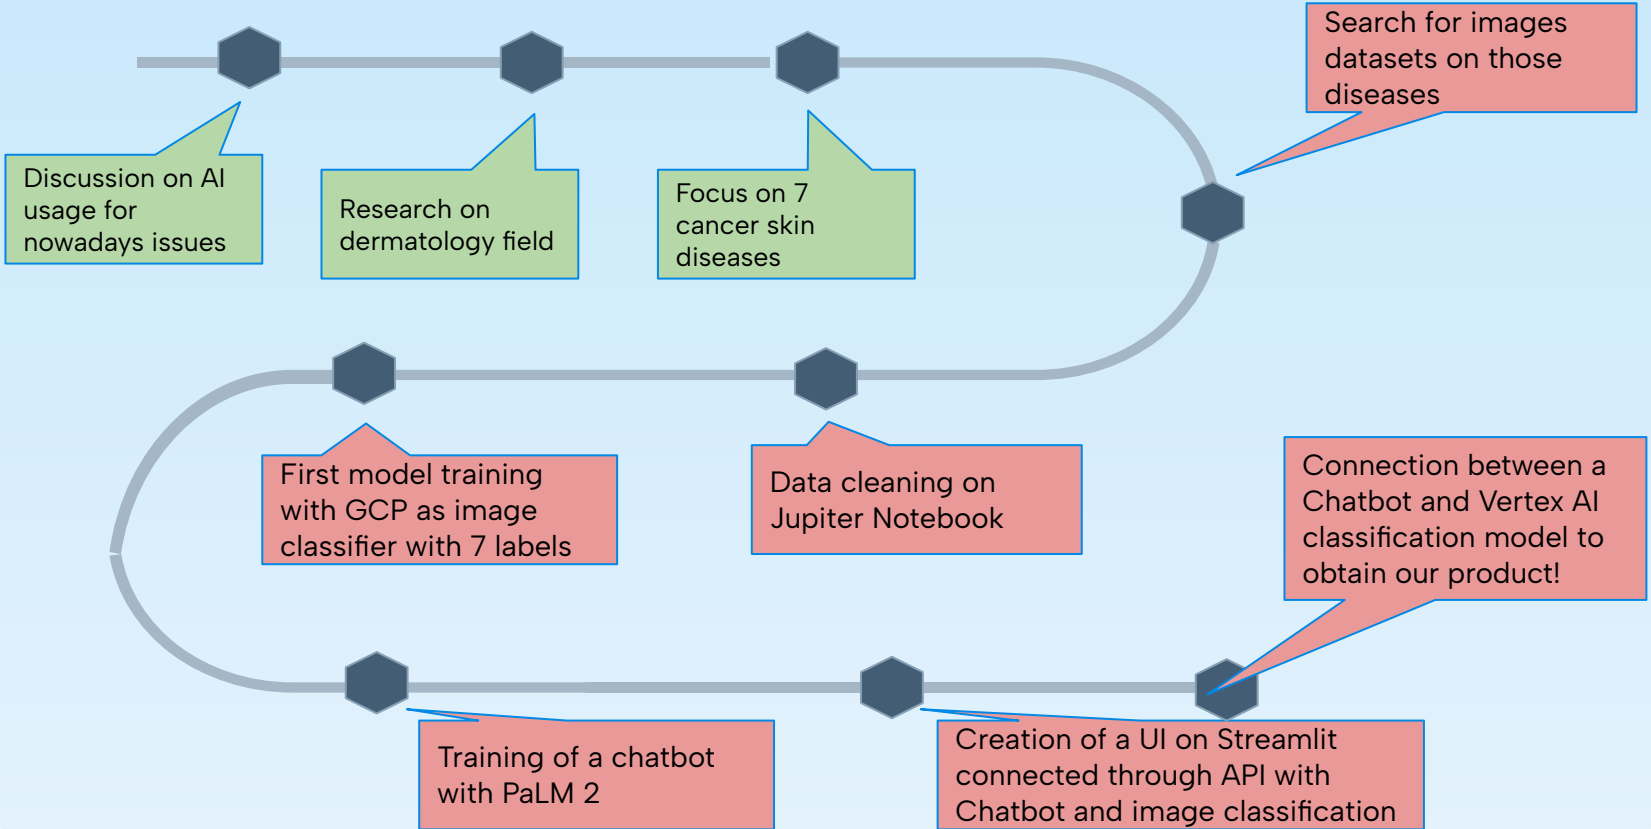 Discussion on AI
usage for
nowadays issues
Research on
dermatology field
Focus on 7
cancer skin
diseases
Search for images
datasets on those
diseases
Data cleaning on
Jupiter Notebook
First model training
with GCP as image
classifier with 7 labels
Training of a chatbot
with PaLM 2
Creation of a UI on Streamlit
connected through API with
Chatbot and image classification
Connection between a
Chatbot and Vertex AI
classification model to
obtain our product!